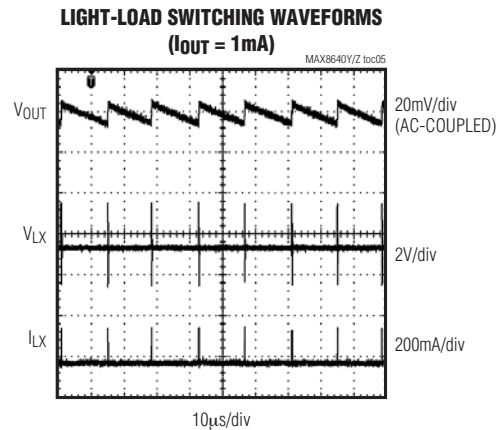 LIGHT-LOAD SWITCHING WAVEFORMS
(IOUT = 1mA)
MAX8640Y/Z toc05
VOUT
20mV/div
(AC-COUPLED)
VLX
2V/div
ILX
200mA/div
10µs/div